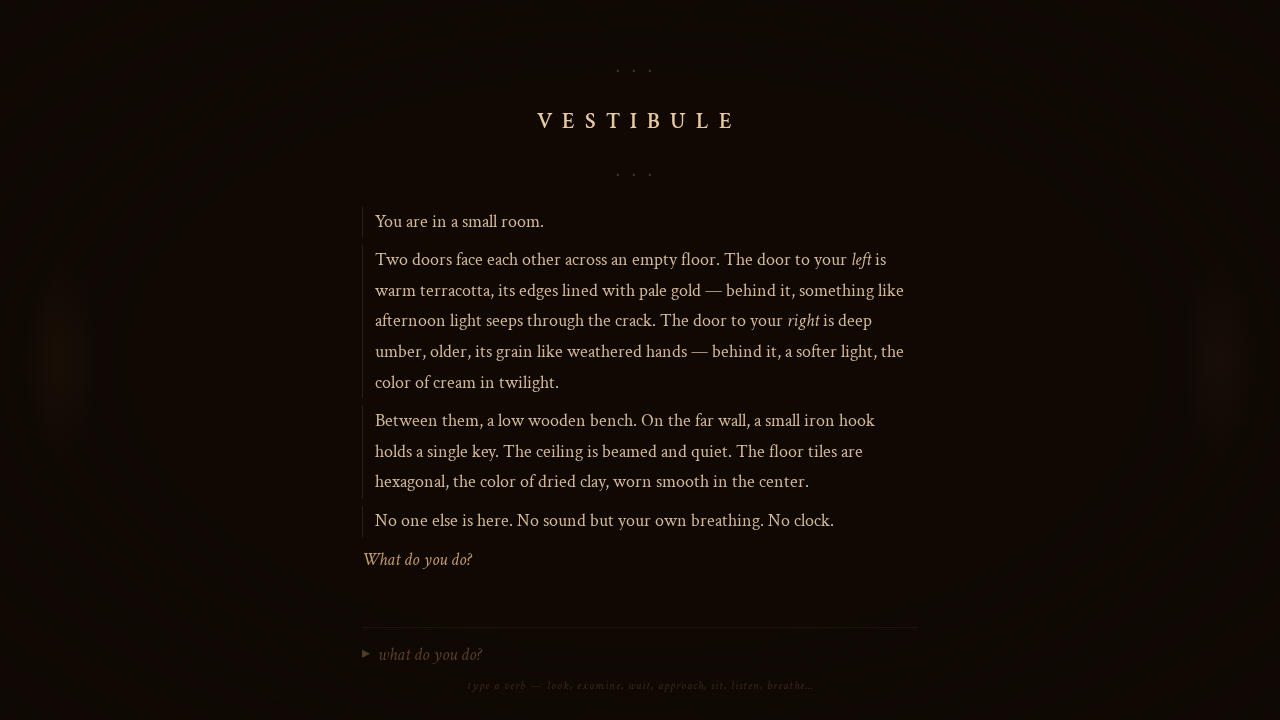 . . .
VESTIBULE
. . .
You are in a small room.
Two doors face each other across an empty floor. The door to your left is
warm terracotta, its edges lined with pale gold — behind it, something like
afternoon light seeps through the crack. The door to your right is deep
umber, older, its grain like weathered hands — behind it, a softer light, the
color of cream in twilight.
Between them, a low wooden bench. On the far wall, a small iron hook
holds a single key. The ceiling is beamed and quiet. The floor tiles are
hexagonal, the color of dried clay, worn smooth in the center.
No one else is here. No sound but your own breathing. No clock.
What do you do?
▶ what do you do?
type a verb — look, examine, wait, approach, sit, listen, breathe...